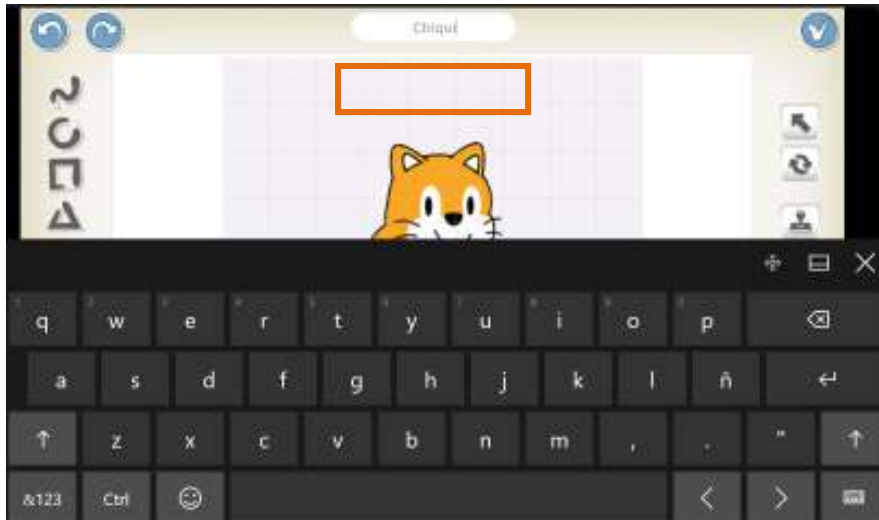 Chiquí
q w e r t y u i o p
a s d f g h j k l ñ
z x c v b n m , . "
&123 Ctrl